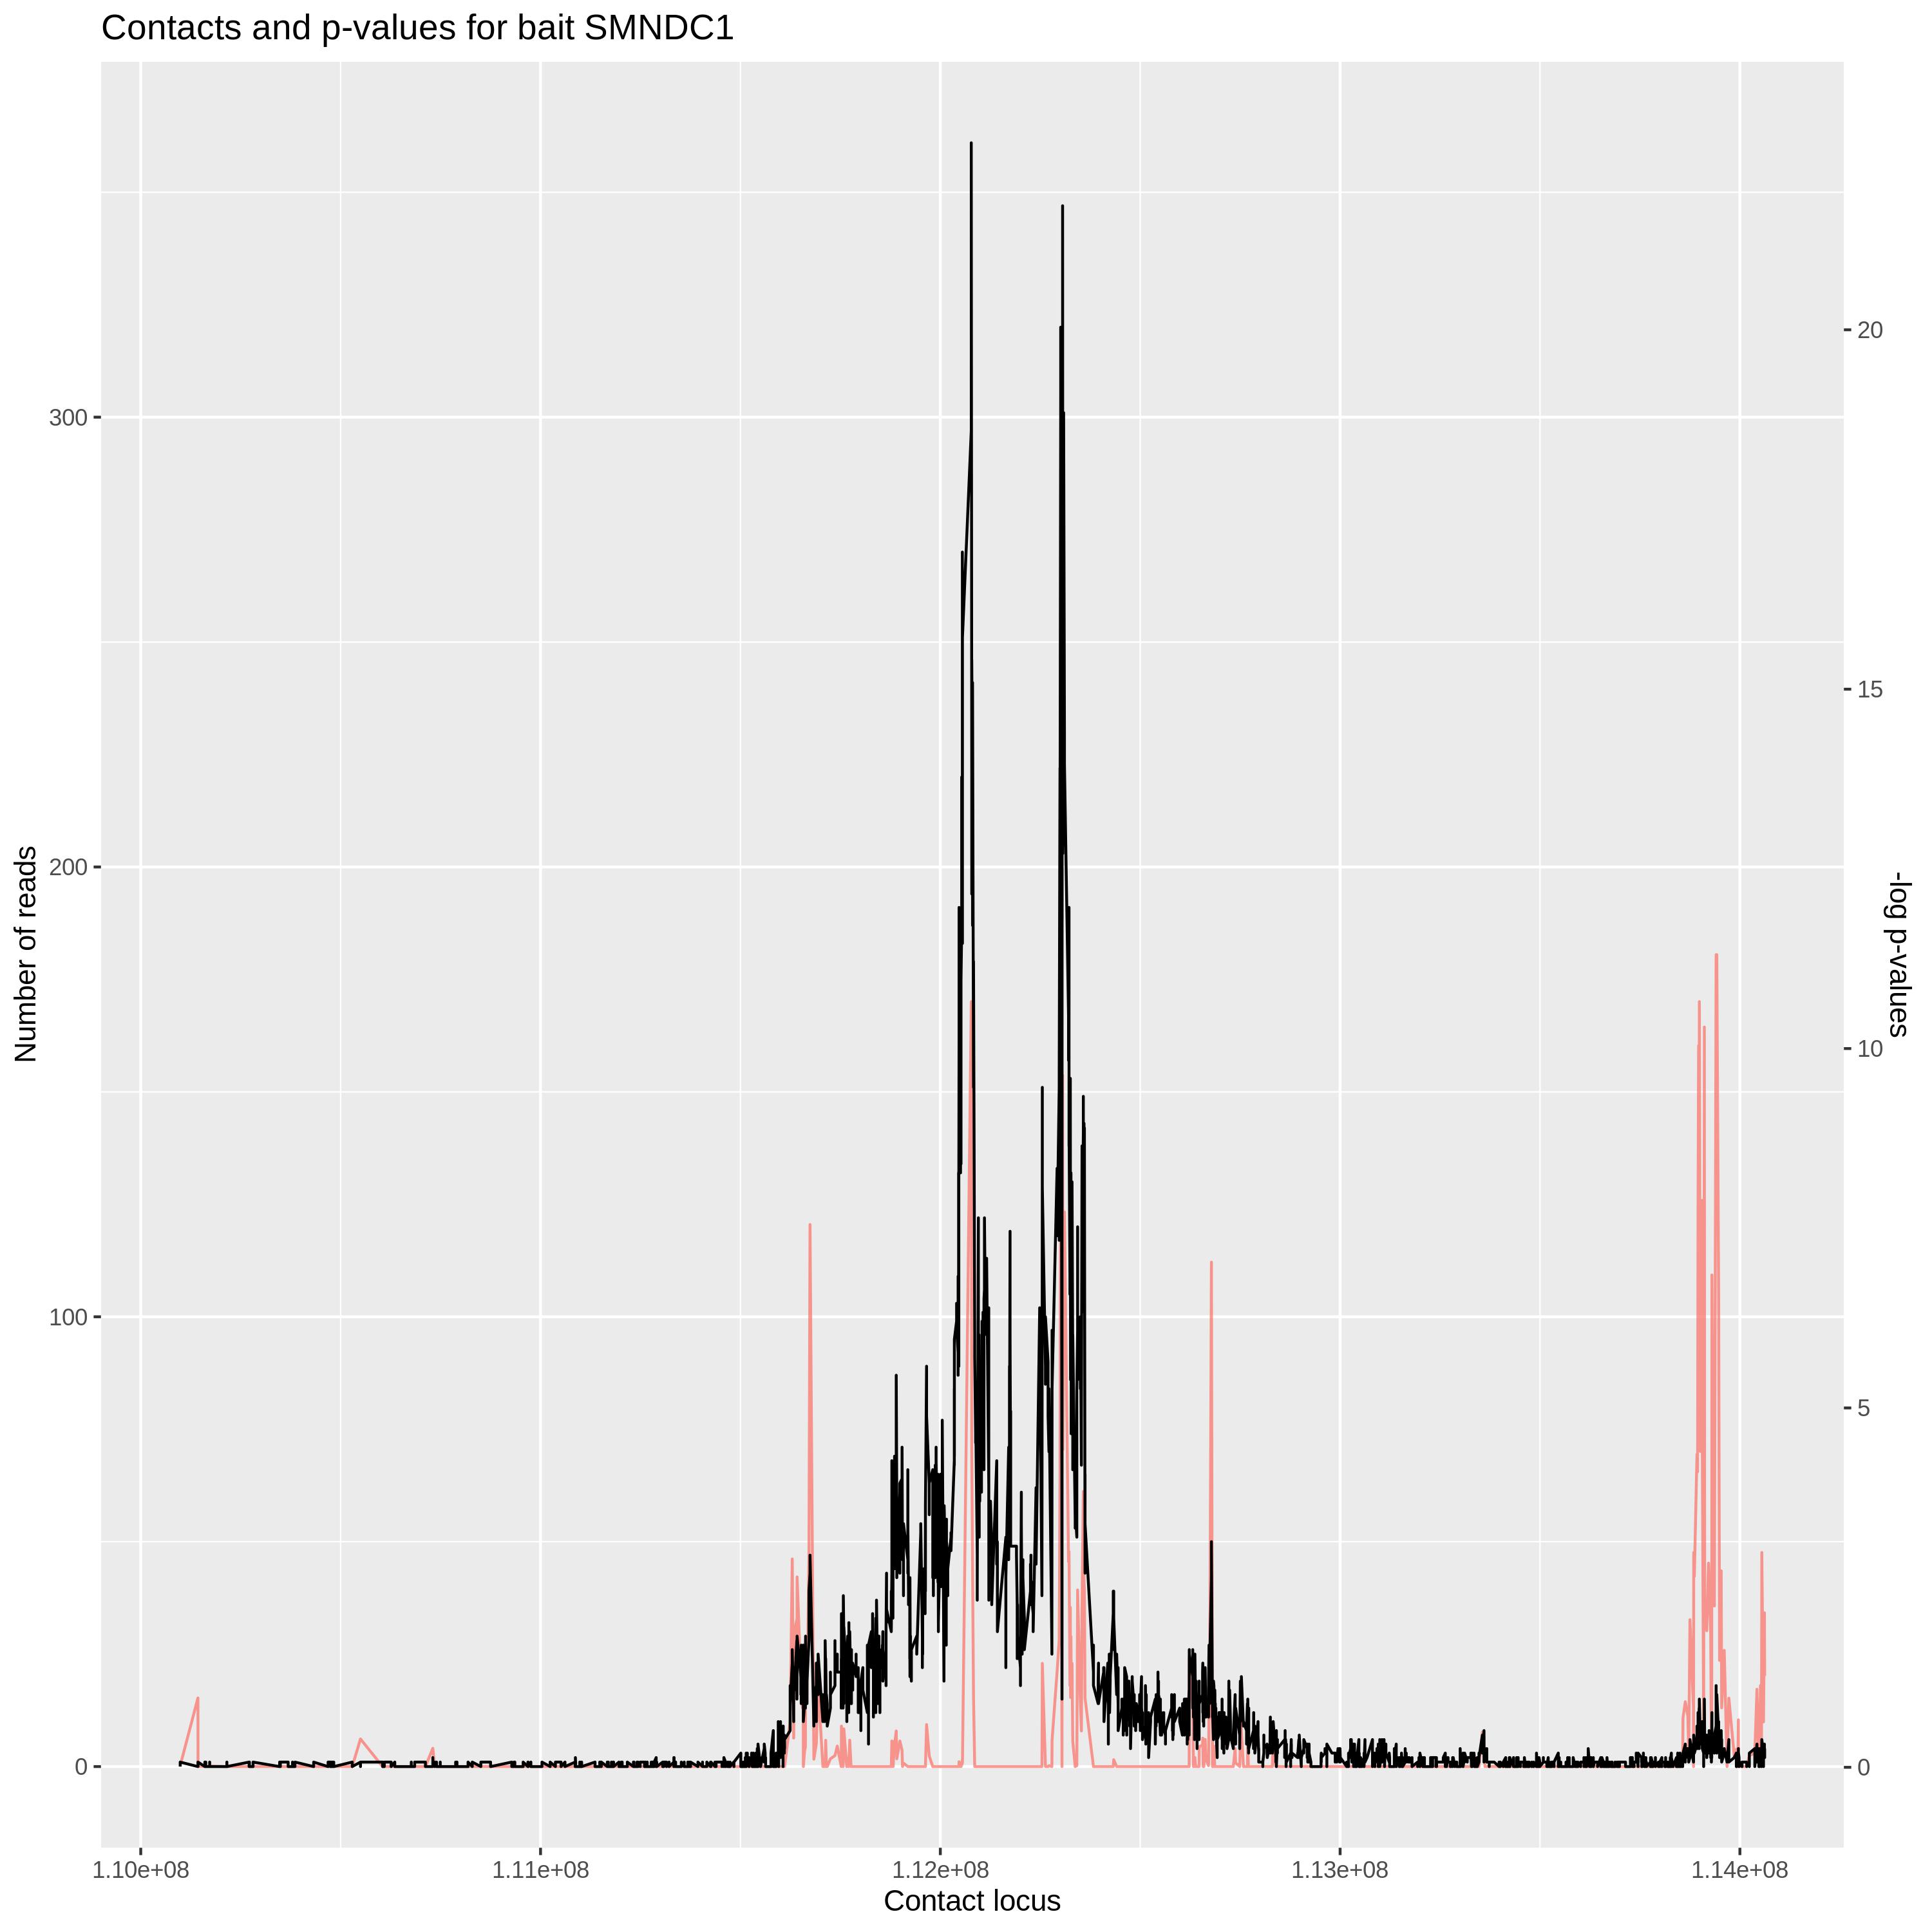 Contacts and p-values for bait SMNDC1
Number of reads
300
200
100
0
20
15
10
5
0
-log p-values
1.10e+08
1.11e+08
1.12e+08
1.13e+08
1.14e+08
Contact locus